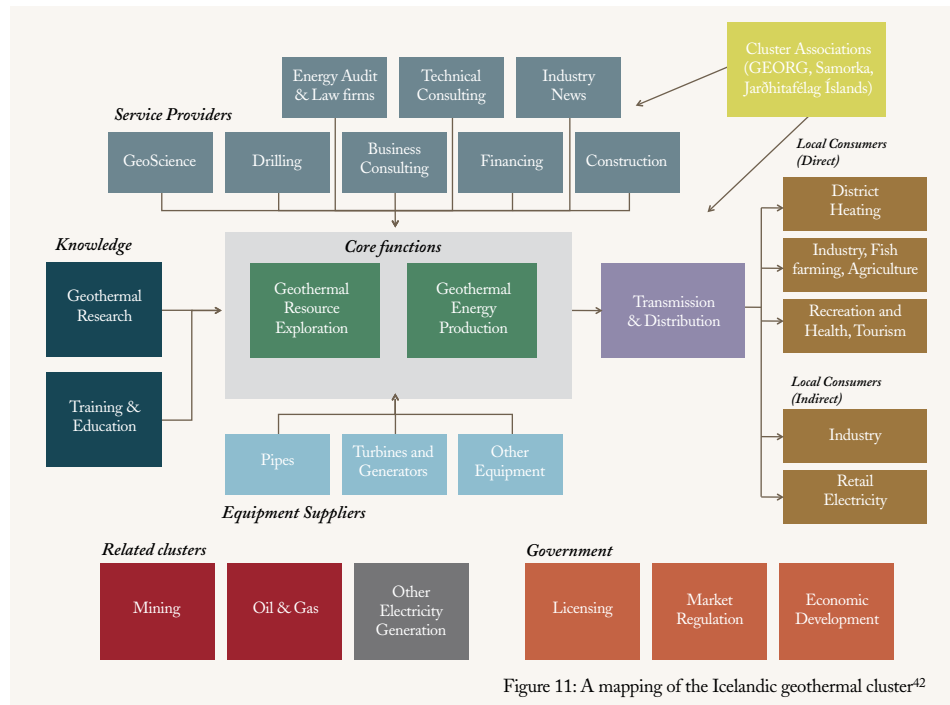 Cluster Associations
(GEORG, Samorka,
Jarðhitafélag Íslands)
Energy Audit
& Law firms
Technical
Consulting
Industry
News
Service Providers
GeoScience
Drilling
Business
Consulting
Financing
Construction
Local Consumers
(Direct)
District
Heating
Industry, Fish
farming, Agriculture
Recreation and
Health, Tourism
Local Consumers
(Indirect)
Industry
Retail
Electricity
Knowledge
Geothermal
Research
Training &
Education
Core functions
Geothermal
Resource
Exploration
Geothermal
Energy
Production
Transmission
& Distribution
Pipes
Turbines and
Generators
Other
Equipment
Equipment Suppliers
Related clusters
Mining
Oil & Gas
Other
Electricity
Generation
Government
Licensing
Market
Regulation
Economic
Development
Figure 11: A mapping of the Icelandic geothermal cluster42